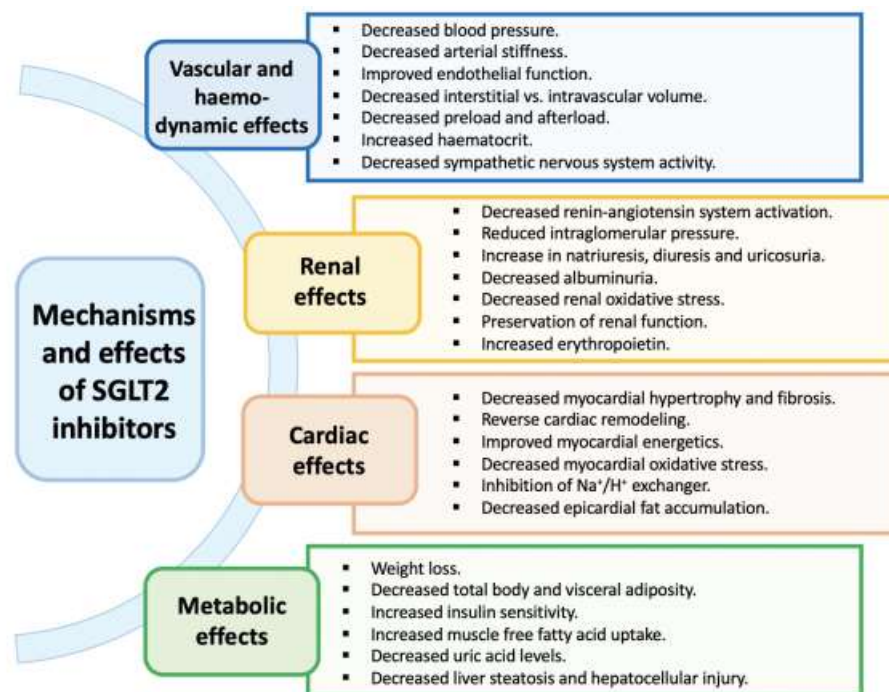 Mechanisms
and effects
of SGLT2
inhibitors
Vascular and
haemo-
dynamic effects
▪ Decreased blood pressure.
▪ Decreased arterial stiffness.
▪ Improved endothelial function.
▪ Decreased interstitial vs. intravascular volume.
▪ Decreased preload and afterload.
▪ Increased haematocrit.
▪ Decreased sympathetic nervous system activity.
Renal
effects
▪ Decreased renin-angiotensin system activation.
▪ Reduced intraglomerular pressure.
▪ Increase in natriuresis, diuresis and uricosuria.
▪ Decreased albuminuria.
▪ Decreased renal oxidative stress.
▪ Preservation of renal function.
▪ Increased erythropoietin.
Cardiac
effects
▪ Decreased myocardial hypertrophy and fibrosis.
▪ Reverse cardiac remodeling.
▪ Improved myocardial energetics.
▪ Decreased myocardial oxidative stress.
▪ Inhibition of Na⁺/H⁺ exchanger.
▪ Decreased epicardial fat accumulation.
Metabolic
effects
▪ Weight loss.
▪ Decreased total body and visceral adiposity.
▪ Increased insulin sensitivity.
▪ Increased muscle free fatty acid uptake.
▪ Decreased uric acid levels.
▪ Decreased liver steatosis and hepatocellular injury.